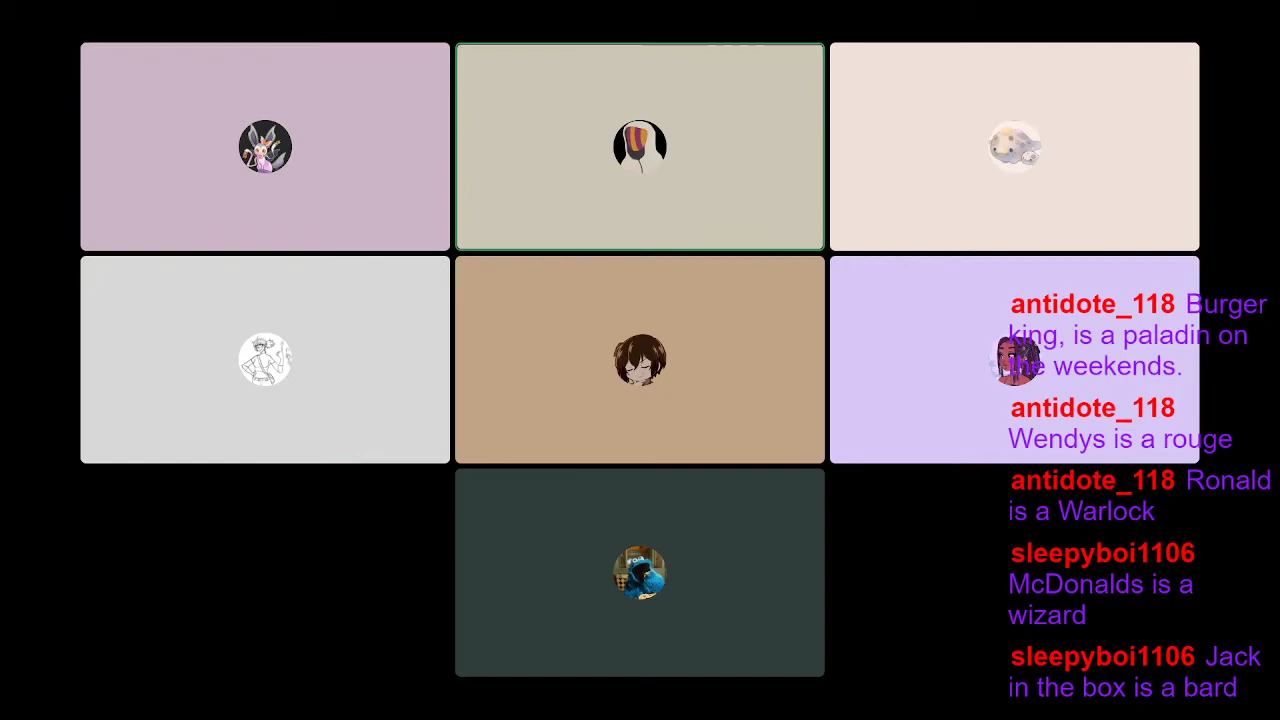 antidote_118 Burger
king, is a paladin on
the weekends.
antidote_118
Wendys is a rouge
antidote_118 Ronald
is a Warlock
sleepyboi1106
McDonalds is a
wizard
sleepyboi1106 Jack
in the box is a bard